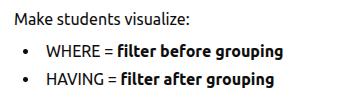 Make students visualize:
• WHERE = filter before grouping
• HAVING = filter after grouping